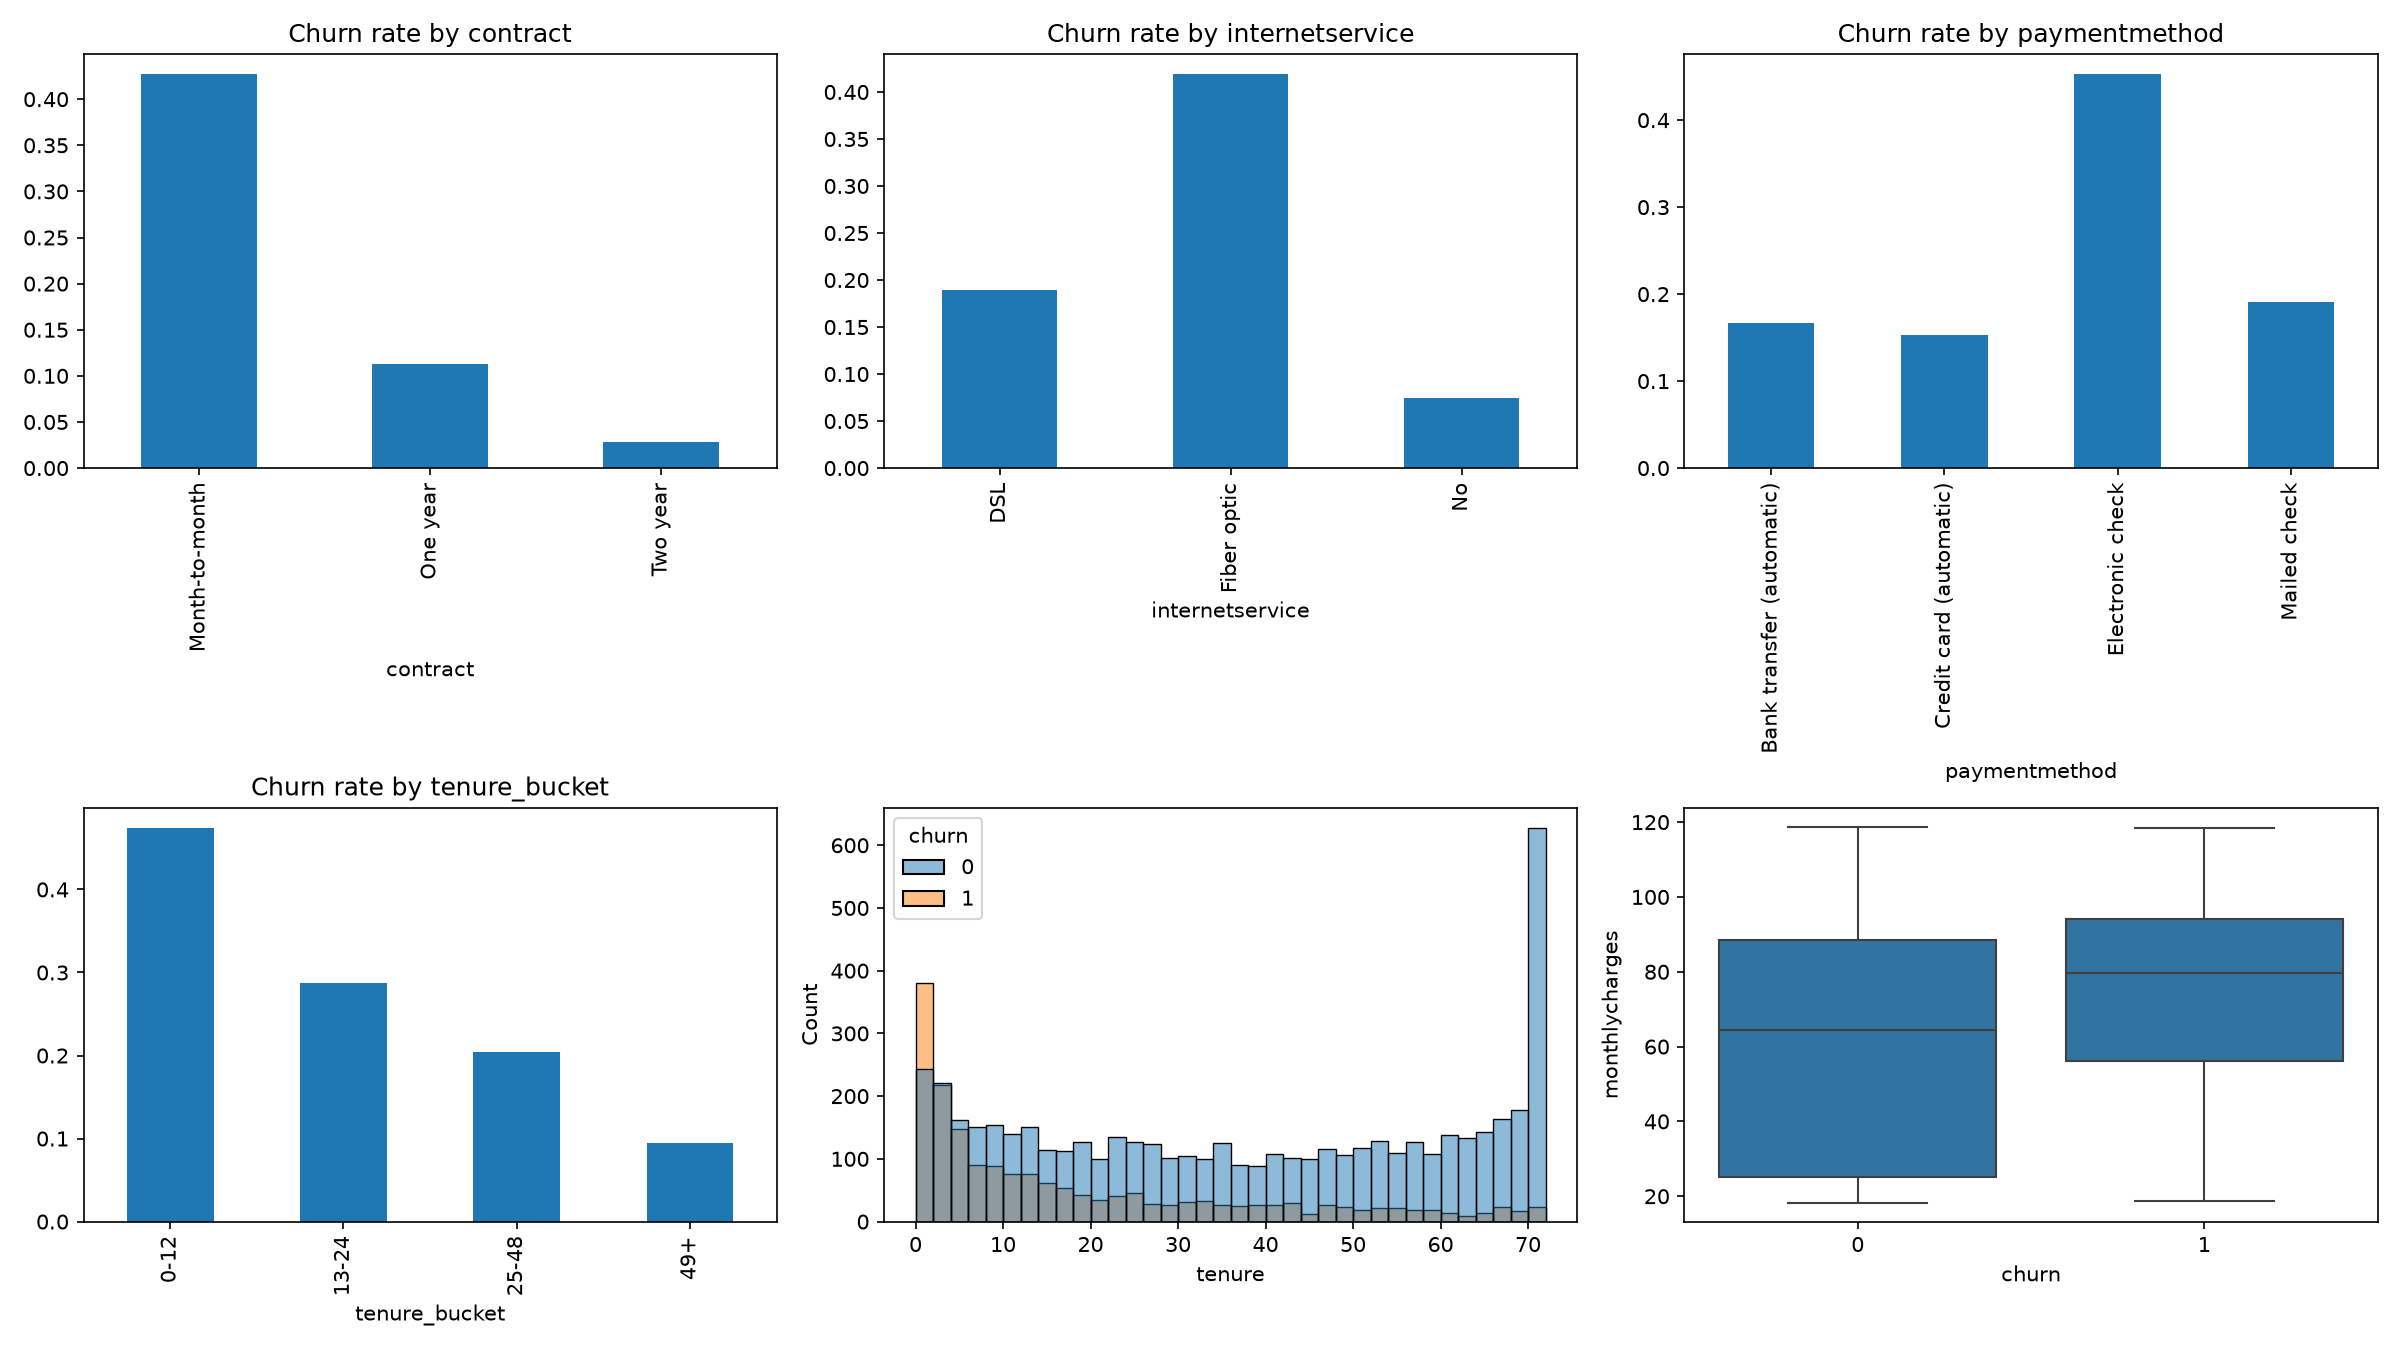 Churn rate by contract
0.40
0.35
0.30
0.25
0.20
0.15
0.10
0.05
0.00
Month-to-month
One year
Two year
contract
Churn rate by internetservice
0.40
0.35
0.30
0.25
0.20
0.15
0.10
0.05
0.00
DSL
Fiber optic
No
internetservice
Churn rate by paymentmethod
0.4
0.3
0.2
0.1
0.0
Bank transfer (automatic)
Credit card (automatic)
Electronic check
Mailed check
paymentmethod
Churn rate by tenure_bucket
0.4
0.3
0.2
0.1
0.0
0-12
13-24
25-48
49+
tenure_bucket
churn
0
1
Count
600
500
400
300
200
100
0
0 10 20 30 40 50 60 70
tenure
monthlycharges
120
100
80
60
40
20
0 1
churn